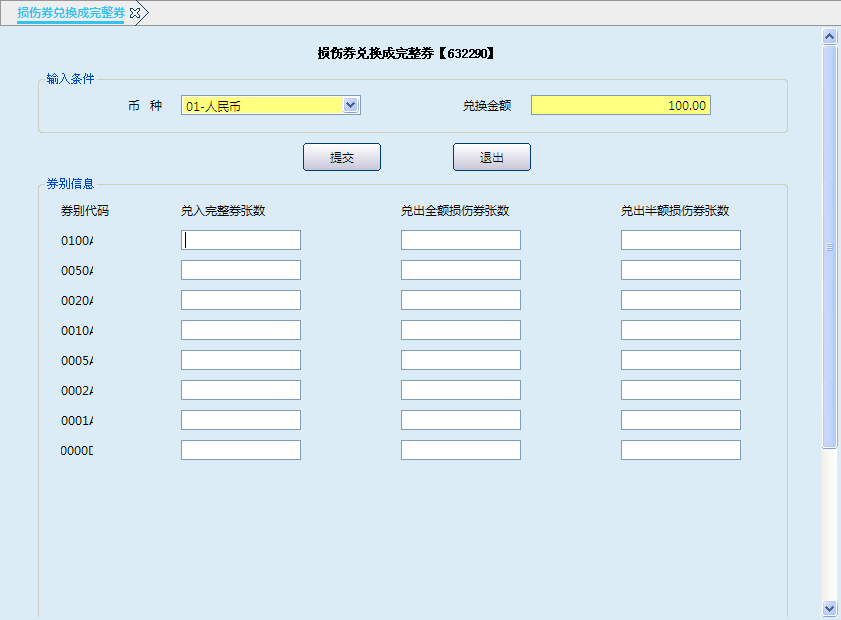 损伤券兑换成完整券
损伤券兑换成完整券【632290】
输入条件
币 种 01-人民币 兑换金额 100.00
提交 退出
券别信息
券别代码 兑入完整券张数 兑出全额损伤券张数 兑出半额损伤券张数
0100A
0050A
0020A
0010A
0005A
0002A
0001A
0000